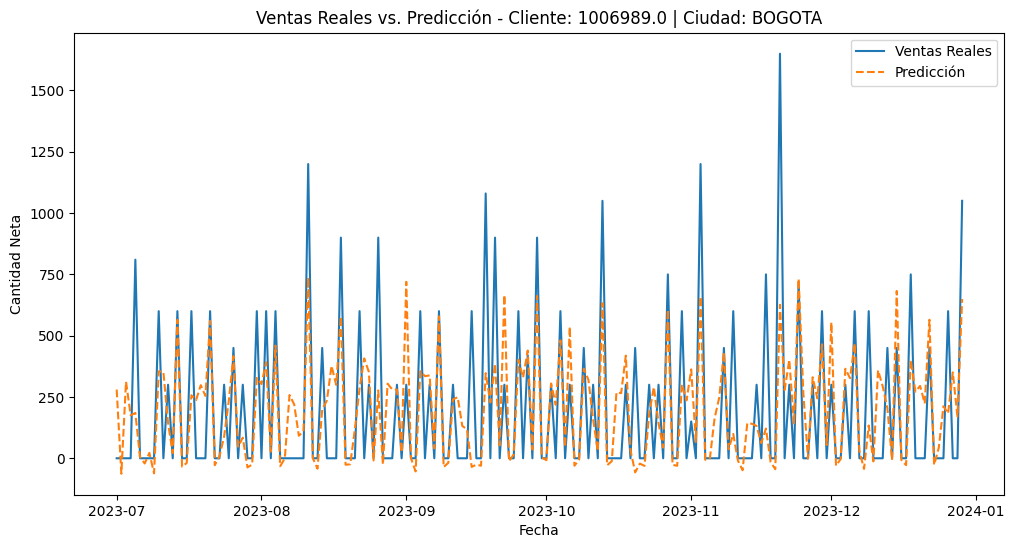 Ventas Reales vs. Predicción - Cliente: 1006989.0 | Ciudad: BOGOTA
Ventas Reales
Predicción
Cantidad Neta
1500
1250
1000
750
500
250
0
2023-07
2023-08
2023-09
2023-10
2023-11
2023-12
2024-01
Fecha